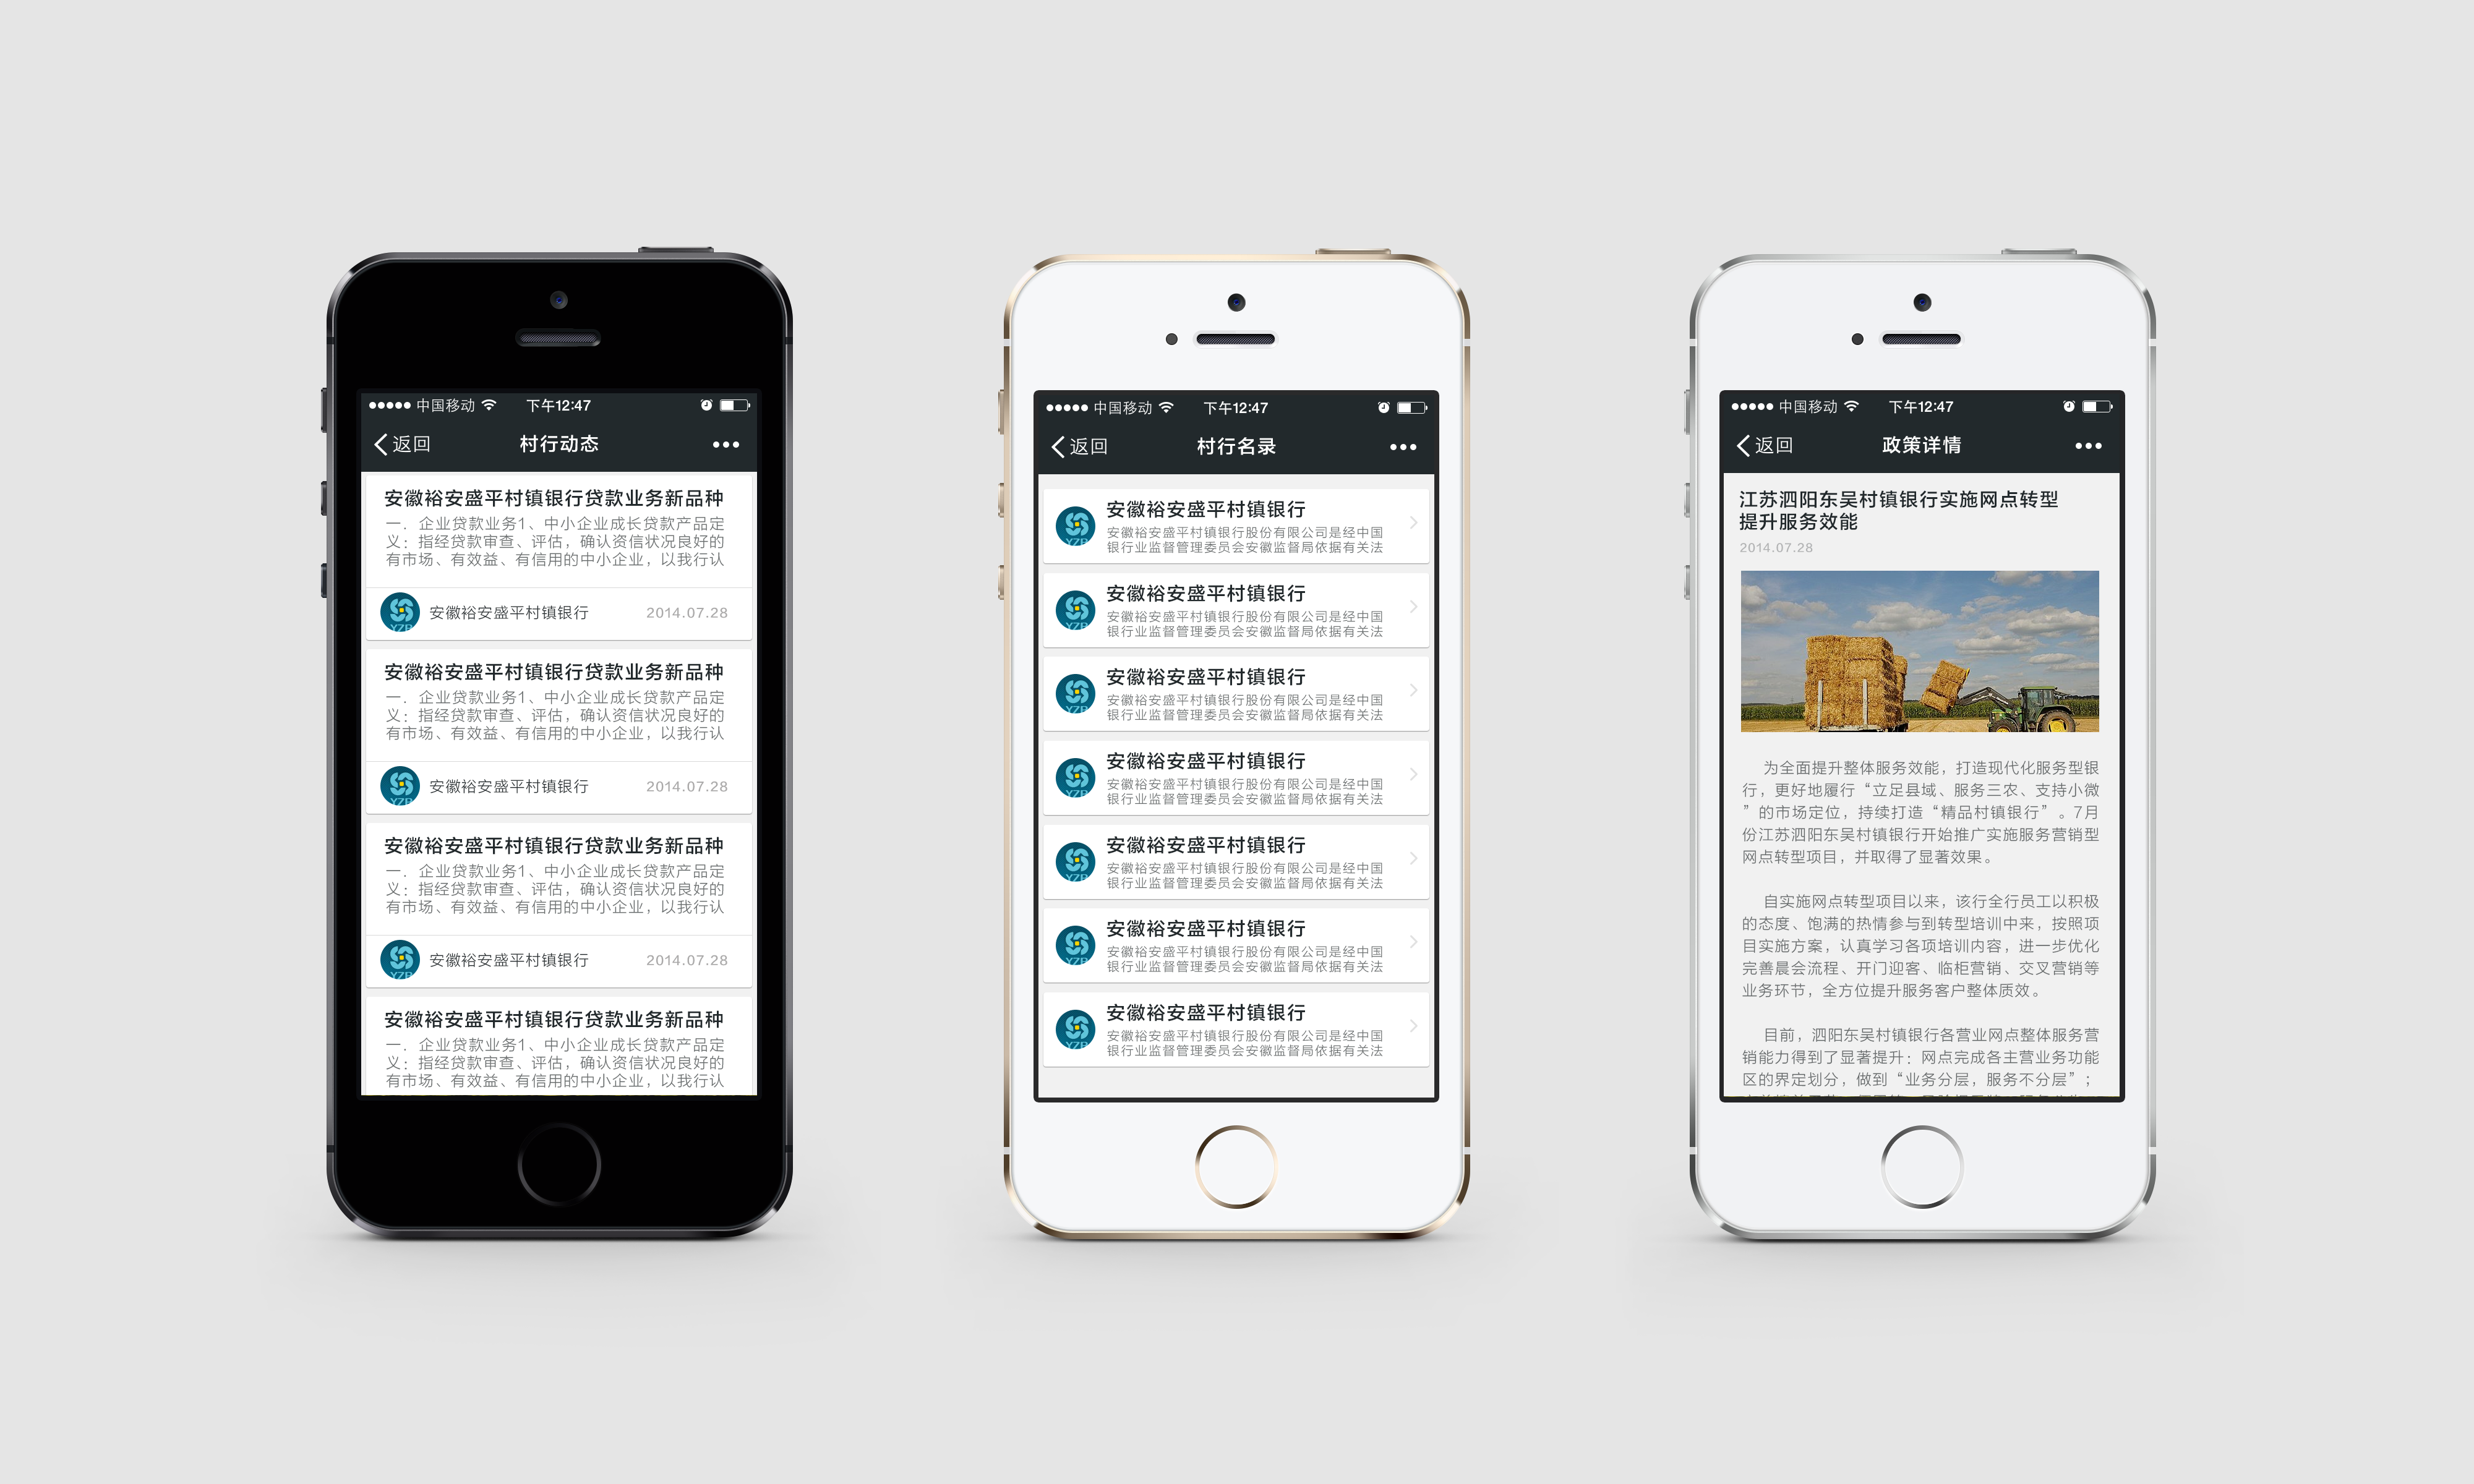 中国移动 下午12:47
返回 村行动态
安徽裕安盛平村镇银行贷款业务新品种
一. 企业贷款业务1、中小企业成长贷款产品定
义：指经贷款审查、评估，确认资信状况良好的
有市场、有效益、有信用的中小企业，以我行认
YZB 安徽裕安盛平村镇银行 2014.07.28
安徽裕安盛平村镇银行贷款业务新品种
一. 企业贷款业务1、中小企业成长贷款产品定
义：指经贷款审查、评估，确认资信状况良好的
有市场、有效益、有信用的中小企业，以我行认
YZB 安徽裕安盛平村镇银行 2014.07.28
安徽裕安盛平村镇银行贷款业务新品种
一. 企业贷款业务1、中小企业成长贷款产品定
义：指经贷款审查、评估，确认资信状况良好的
有市场、有效益、有信用的中小企业，以我行认
YZB 安徽裕安盛平村镇银行 2014.07.28
安徽裕安盛平村镇银行贷款业务新品种
一. 企业贷款业务1、中小企业成长贷款产品定
义：指经贷款审查、评估，确认资信状况良好的
有市场、有效益、有信用的中小企业，以我行认
中国移动 下午12:47
返回 村行名录
安徽裕安盛平村镇银行
安徽裕安盛平村镇银行股份有限公司是经中国
YZB 银行业监督管理委员会安徽监督局依据有关法
安徽裕安盛平村镇银行
安徽裕安盛平村镇银行股份有限公司是经中国
YZB 银行业监督管理委员会安徽监督局依据有关法
安徽裕安盛平村镇银行
安徽裕安盛平村镇银行股份有限公司是经中国
YZB 银行业监督管理委员会安徽监督局依据有关法
安徽裕安盛平村镇银行
安徽裕安盛平村镇银行股份有限公司是经中国
YZB 银行业监督管理委员会安徽监督局依据有关法
安徽裕安盛平村镇银行
安徽裕安盛平村镇银行股份有限公司是经中国
YZB 银行业监督管理委员会安徽监督局依据有关法
安徽裕安盛平村镇银行
安徽裕安盛平村镇银行股份有限公司是经中国
YZB 银行业监督管理委员会安徽监督局依据有关法
安徽裕安盛平村镇银行
安徽裕安盛平村镇银行股份有限公司是经中国
YZB 银行业监督管理委员会安徽监督局依据有关法
中国移动 下午12:47
返回 政策详情
江苏泗阳东吴村镇银行实施网点转型
提升服务效能
2014.07.28
为全面提升整体服务效能，打造现代化服务型银
行，更好地履行“立足县域、服务三农、支持小微
”的市场定位，持续打造“精品村镇银行”。7月
份江苏泗阳东吴村镇银行开始推广实施服务营销型
网点转型项目，并取得了显著效果。
自实施网点转型项目以来，该行全行员工以积极
的态度、饱满的热情参与到转型培训中来，按照项
目实施方案，认真学习各项培训内容，进一步优化
完善晨会流程、开门迎客、临柜营销、交叉营销等
业务环节，全方位提升服务客户整体质效。
目前，泗阳东吴村镇银行各营业网点整体服务营
销能力得到了显著提升：网点完成各主营业务功能
区的界定划分，做到“业务分层，服务不分层”；